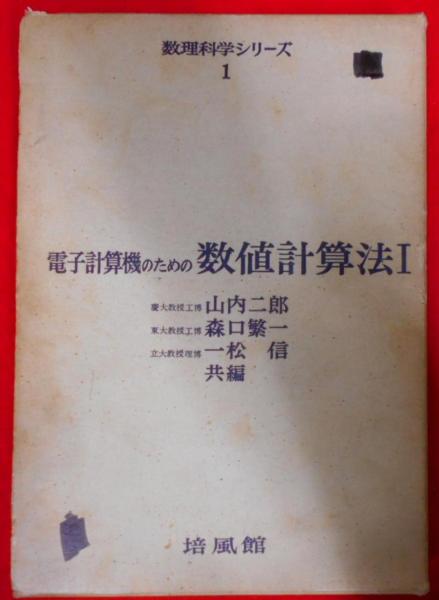 数理科学シリーズ
1
電子計算機のための 数値計算法I
慶大教授工博 山内二郎
東大教授工博 森口繁一
立大教授理博 一松 信
共編
培風館